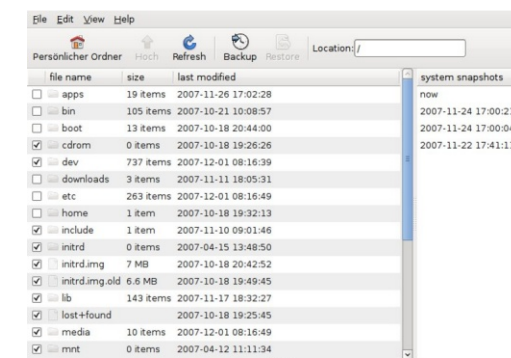 File Edit View Help
Persönlicher Ordner Hoch Refresh Backup Restore Location: /
file name size last modified system snapshots
apps 19 items 2007-11-26 17:02:28 now
bin 105 items 2007-10-21 10:08:57 2007-11-24 17:00:2
boot 13 items 2007-10-18 20:44:00 2007-11-24 17:00:0
cdrom 0 items 2007-10-18 19:26:26 2007-11-22 17:41:1
dev 737 items 2007-12-01 08:16:39
downloads 3 items 2007-11-11 18:05:31
etc 263 items 2007-12-01 08:16:49
home 1 item 2007-10-18 19:32:13
include 1 item 2007-11-10 09:01:46
initrd 0 items 2007-04-15 13:48:50
initrd.img 7 MB 2007-10-18 20:42:52
initrd.img.old 6.6 MB 2007-10-18 19:49:45
lib 143 items 2007-11-17 18:32:27
lost+found 2007-10-18 19:25:45
media 10 items 2007-12-01 08:16:49
mnt 0 items 2007-04-12 11:11:34